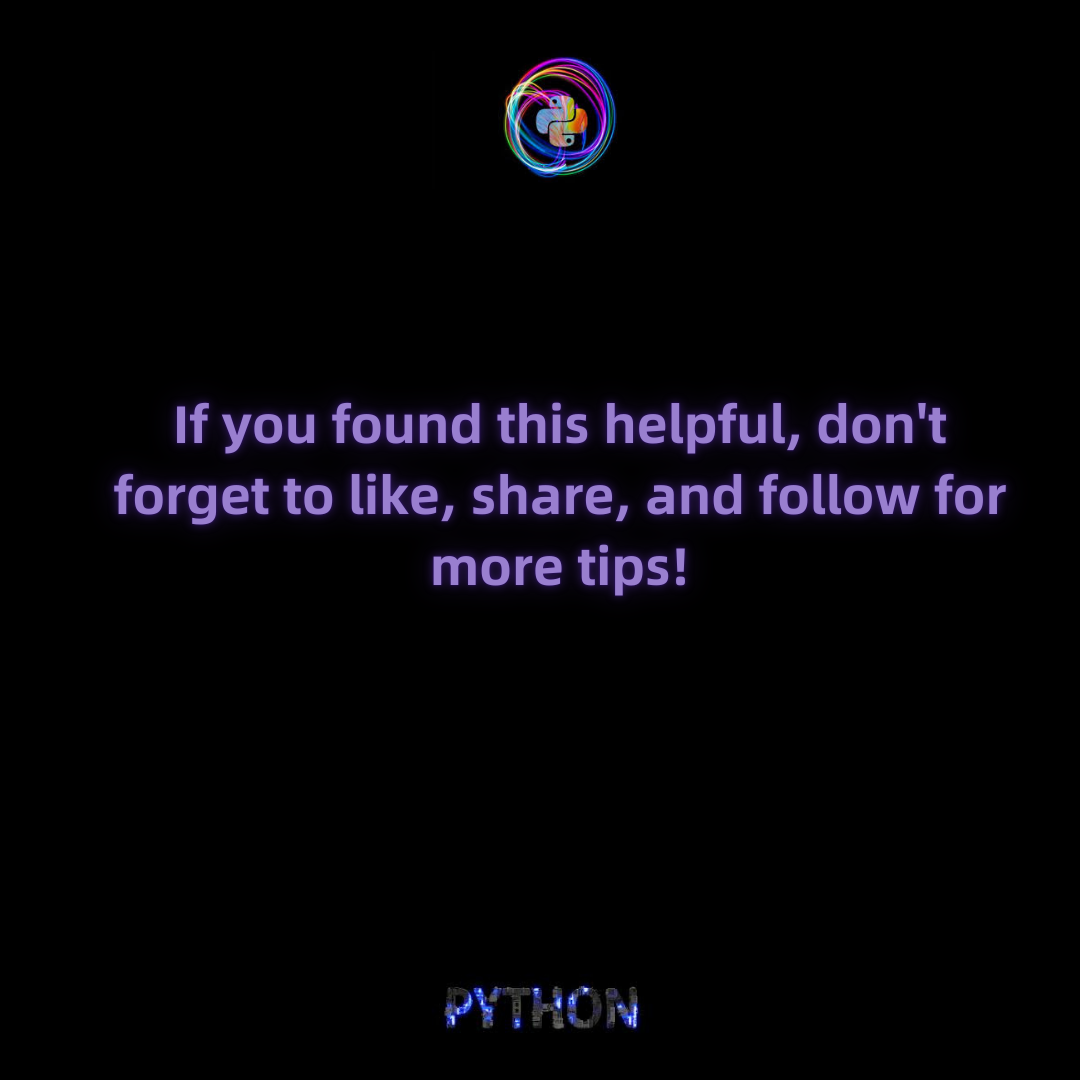 If you found this helpful, don't
forget to like, share, and follow for
more tips!
PYTHON